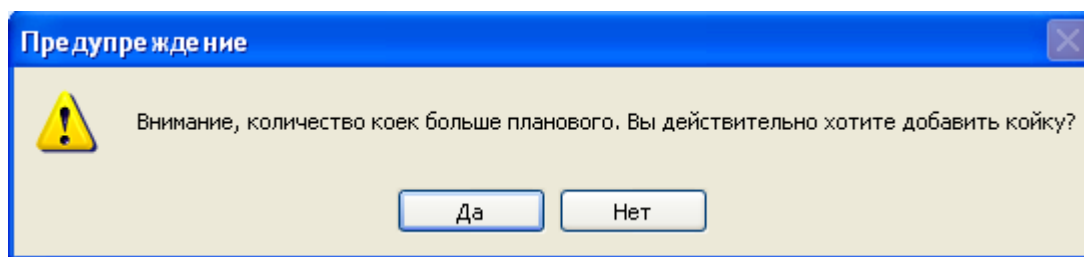 Предупреждение
Внимание, количество коек больше планового. Вы действительно хотите добавить койку?
Да
Нет